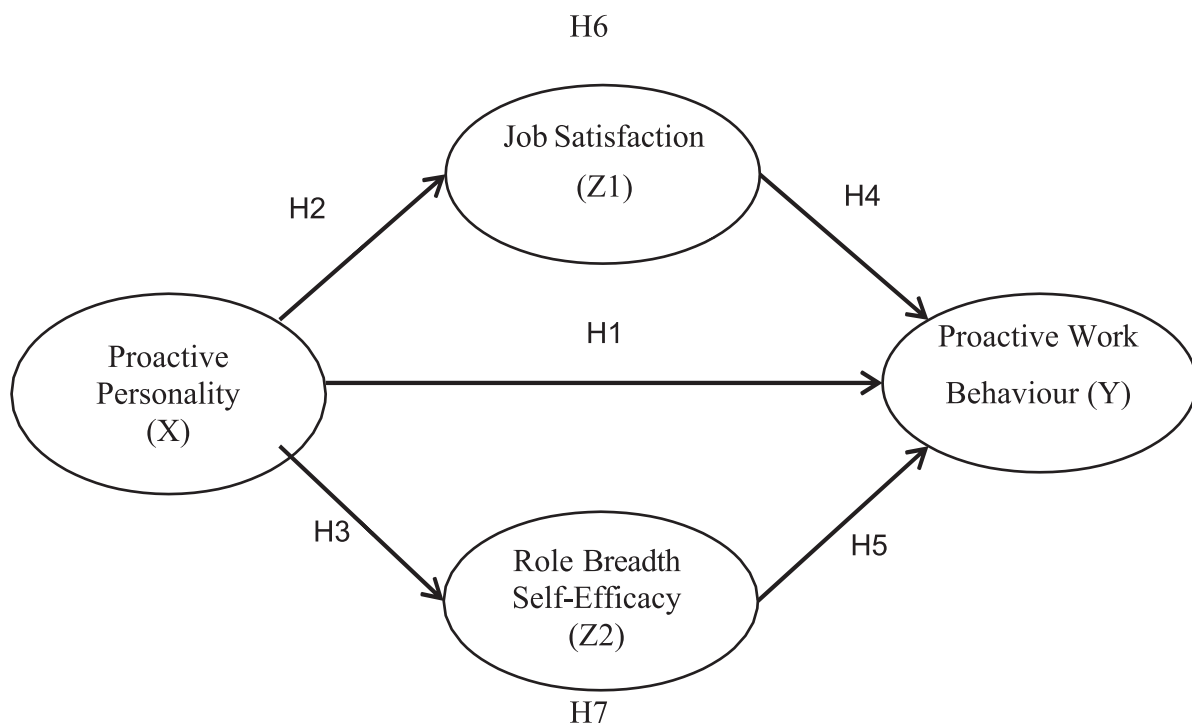 H6
Job Satisfaction
(Z1)
H2
H4
H1
Proactive
Personality
(X)
Proactive Work
Behaviour (Y)
H3
H5
Role Breadth
Self-Efficacy
(Z2)
H7